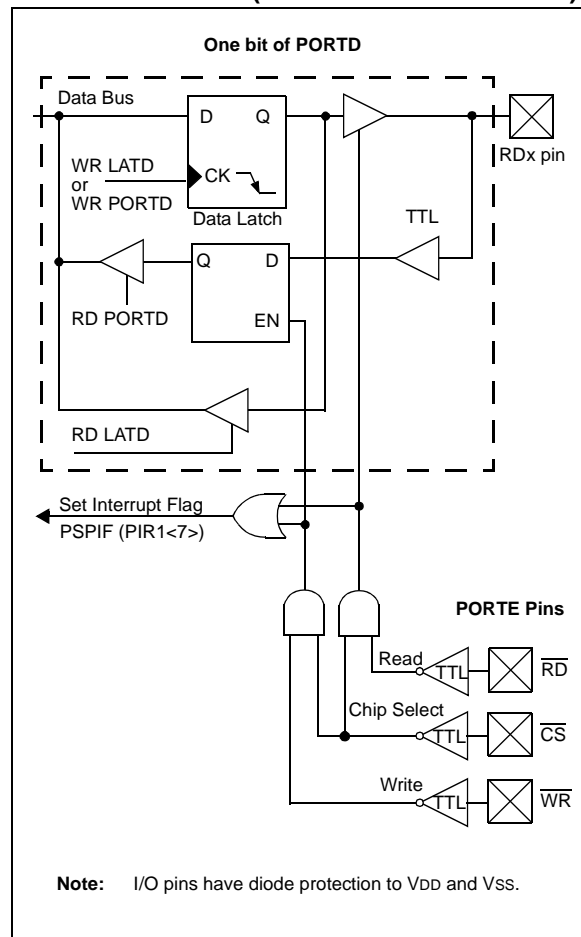 One bit of PORTD
Data Bus
D Q
RDx pin
WR LATD
or
WR PORTD
CK
Data Latch
TTL
Q D
RD PORTD
EN
RD LATD
Set Interrupt Flag
PSPIF (PIR1<7>)
PORTE Pins
Read
TTL
RD
Chip Select
TTL
CS
Write
TTL
WR
Note: I/O pins have diode protection to VDD and VSS.